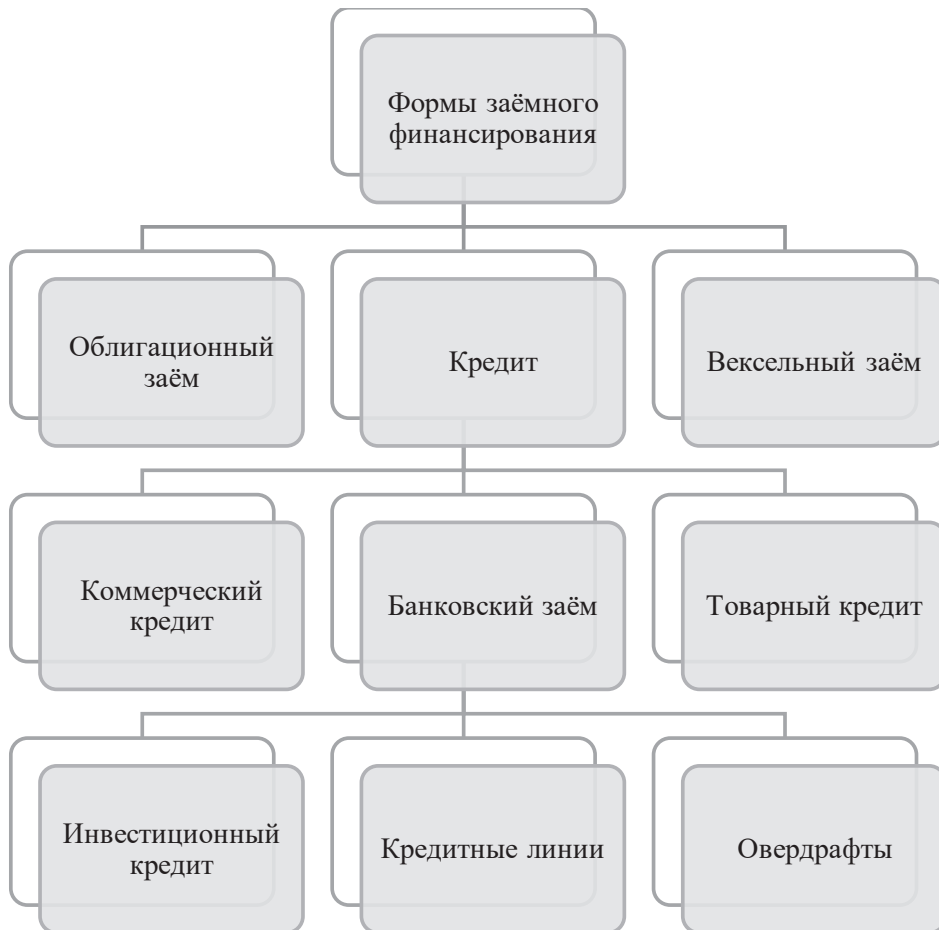 Формы заёмного
финансирования
Облигационный
заём
Кредит
Вексельный заём
Коммерческий
кредит
Банковский заём
Товарный кредит
Инвестиционный
кредит
Кредитные линии
Овердрафты